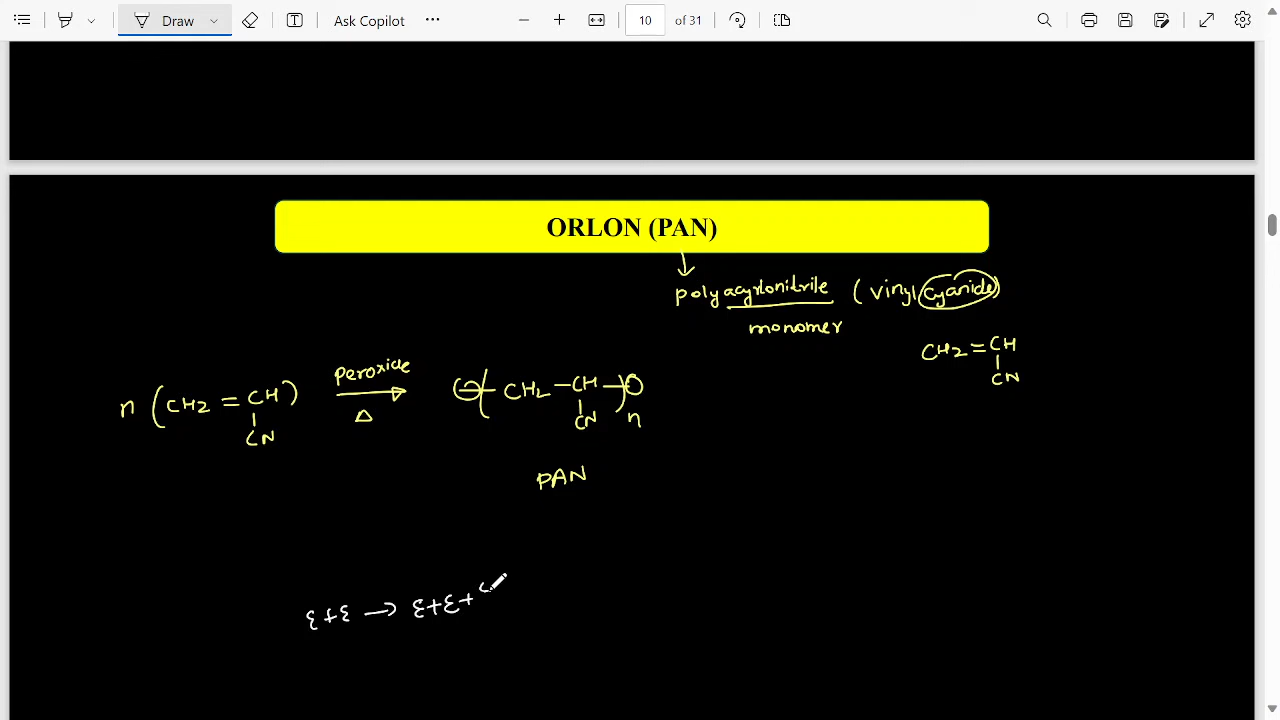 Draw
Ask Copilot
10 of 31
ORLON (PAN)
polyacrylonitrile (vinyl cyanide)
monomer
CH2=CH
CN
n (CH2 = CH)
CN
Peroxide
Δ
( CH2 – CH )n
CN
PAN